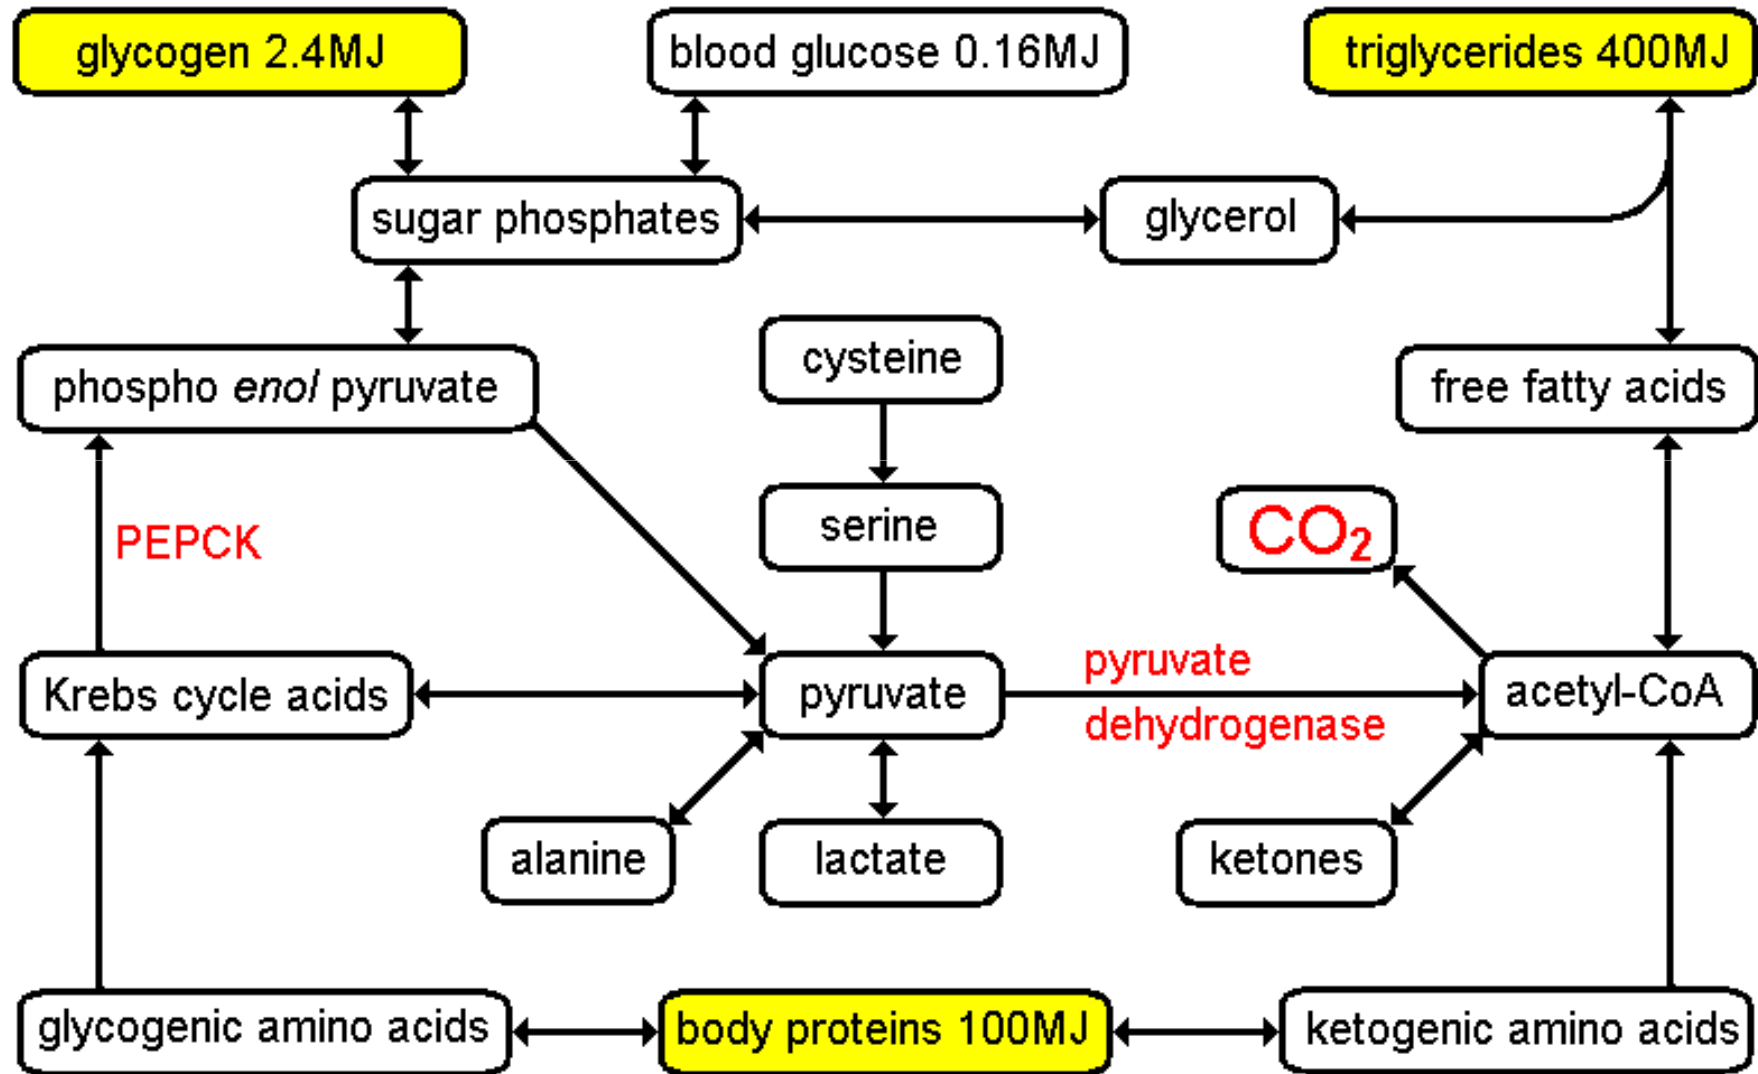 glycogen 2.4MJ
blood glucose 0.16MJ
triglycerides 400MJ
sugar phosphates
glycerol
phospho enol pyruvate
cysteine
free fatty acids
PEPCK
serine
CO₂
Krebs cycle acids
pyruvate
pyruvate
dehydrogenase
acetyl-CoA
alanine
lactate
ketones
glycogenic amino acids
body proteins 100MJ
ketogenic amino acids